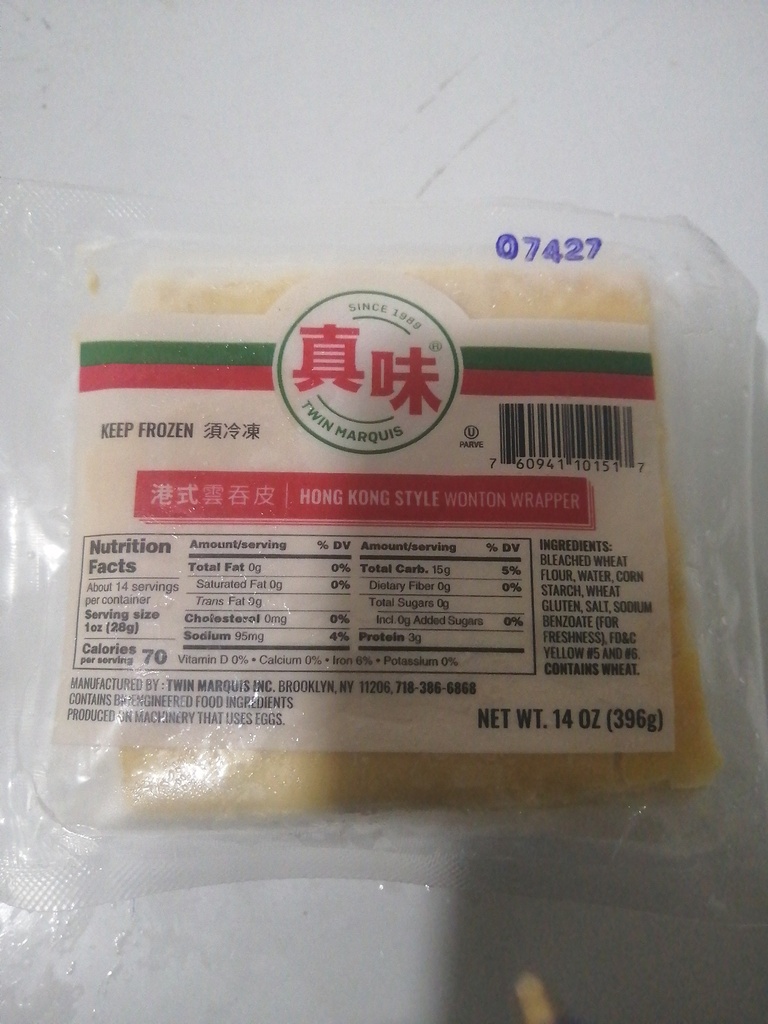 07427
SINCE 1989
真味®
TWIN MARQUIS
KEEP FROZEN 須冷凍
U
PARVE
7 60941 10151 7
港式雲吞皮 | HONG KONG STYLE WONTON WRAPPER
Nutrition
Facts
About 14 servings
per container
Serving size
1oz (28g)
Calories
per serving 70
Amount/serving % DV
Total Fat 0g 0%
Saturated Fat 0g 0%
Trans Fat 0g
Cholesterol 0mg 0%
Sodium 95mg 4%
Amount/serving % DV
Total Carb. 15g 5%
Dietary Fiber 0g 0%
Total Sugars 0g
Incl. 0g Added Sugars 0%
Protein 3g
Vitamin D 0% • Calcium 0% • Iron 6% • Potassium 0%
INGREDIENTS:
BLEACHED WHEAT
FLOUR, WATER, CORN
STARCH, WHEAT
GLUTEN, SALT, SODIUM
BENZOATE (FOR
FRESHNESS), FD&C
YELLOW #5 AND #6.
CONTAINS WHEAT.
MANUFACTURED BY : TWIN MARQUIS INC. BROOKLYN, NY 11206, 718-386-6868
CONTAINS BIOENGINEERED FOOD INGREDIENTS
PRODUCED ON MACHINERY THAT USES EGGS.
NET WT. 14 OZ (396g)